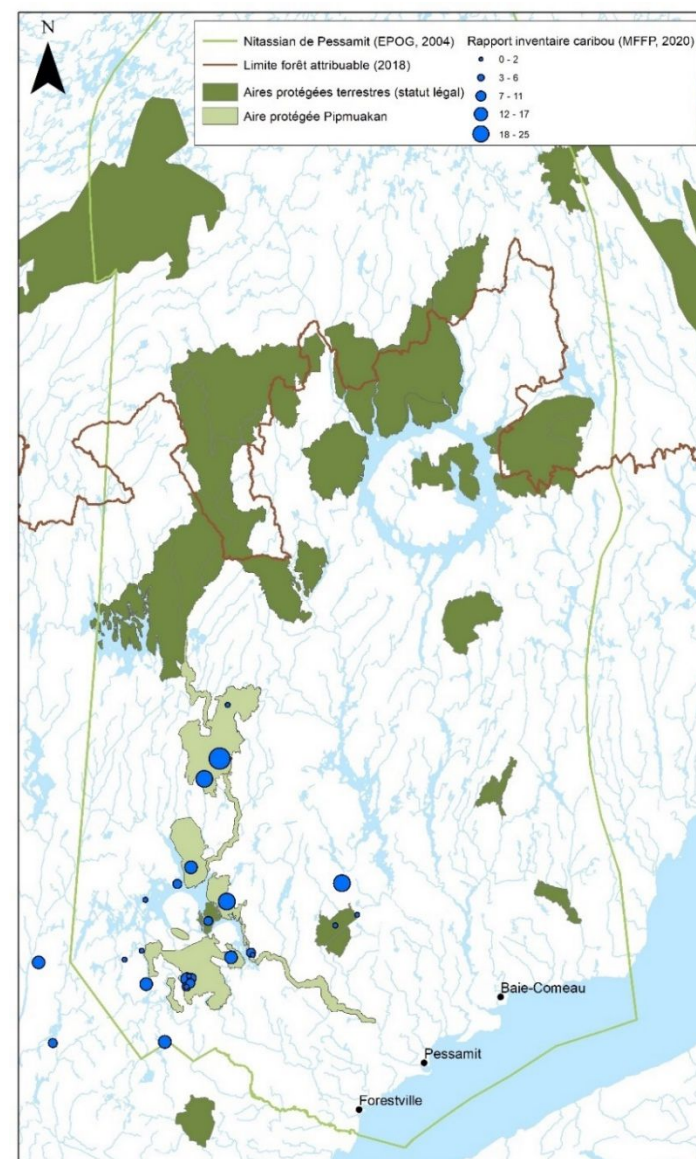 N
Nitassian de Pessamit (EPOG, 2004)
Limite forêt attribuable (2018)
Aires protégées terrestres (statut légal)
Aire protégée Pipmuakan
Rapport inventaire caribou (MFFP, 2020)
0 - 2
3 - 6
7 - 11
12 - 17
18 - 25
Baie-Comeau
Pessamit
Forestville